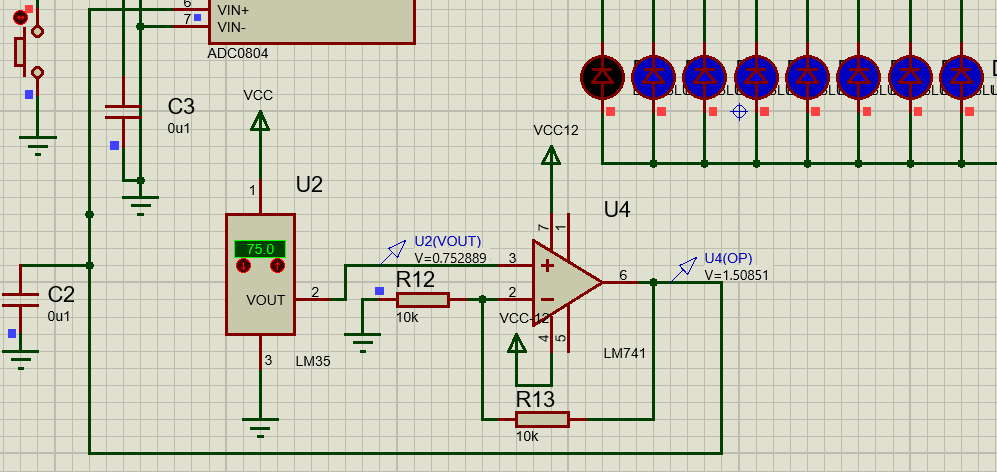 6
VIN+
7
VIN-
ADC0804
C3
0u1
VCC
VCC12
U2
1
U4
7
1
75.0
U2(VOUT)
V=0.752889
3
U4(OP)
V=1.50851
6
R12
2
2
VOUT
10k
C2
0u1
VCC-12
4
5
3
LM35
LM741
R13
10k